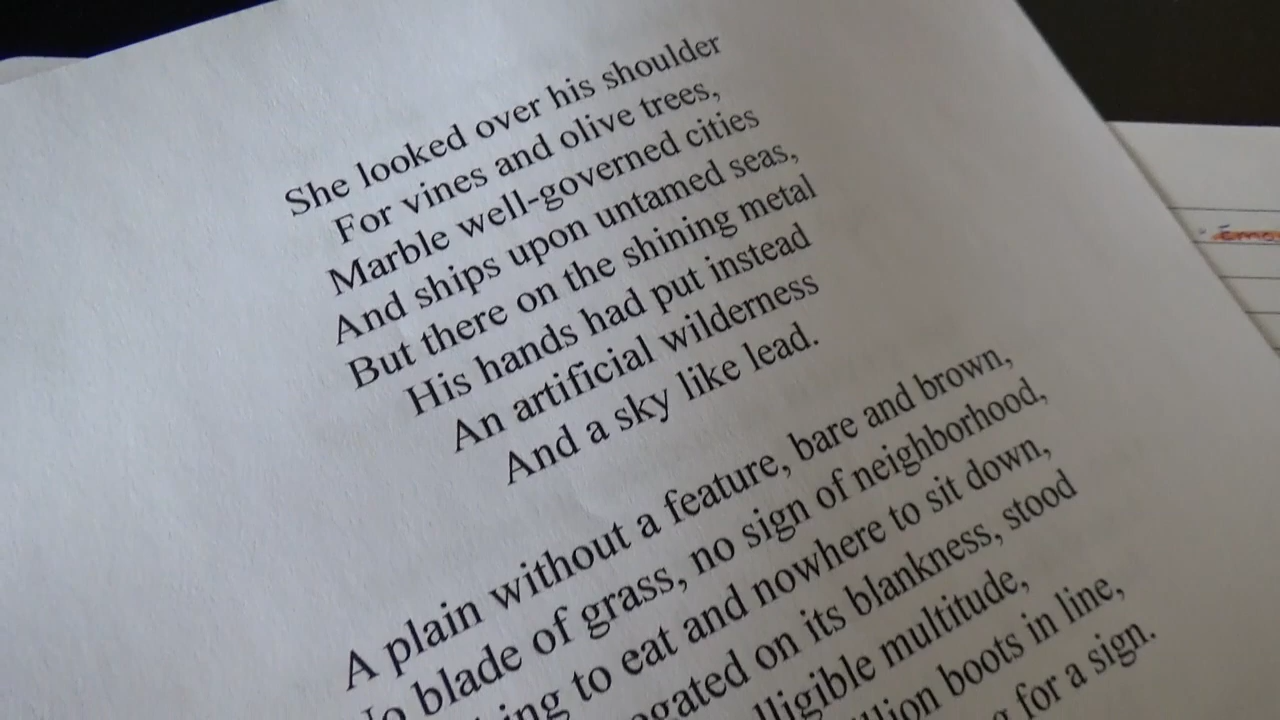 She looked over his shoulder
For vines and olive trees,
Marble well-governed cities
And ships upon untamed seas,
But there on the shining metal
His hands had put instead
An artificial wilderness
And a sky like lead.
A plain without a feature, bare and brown,
No blade of grass, no sign of neighborhood,
to eat and nowhere to sit down,
on its blankness, stood
multitude,
boots in line,
for a sign.